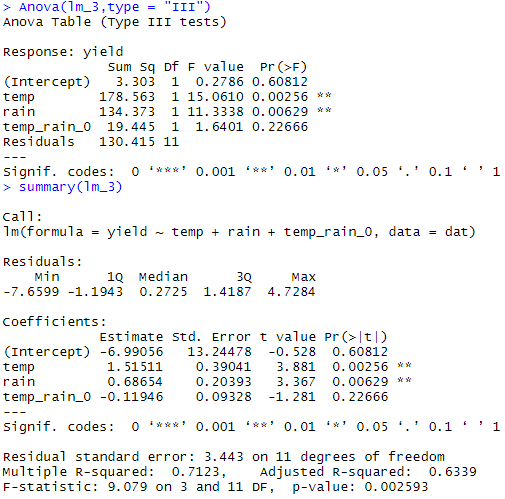 > Anova(lm_3,type = "III")
Anova Table (Type III tests)
Response: yield
Sum Sq Df F value Pr(>F)
(Intercept) 3.303 1 0.2786 0.60812
temp 178.563 1 15.0610 0.00256 **
rain 134.373 1 11.3338 0.00629 **
temp_rain_0 19.445 1 1.6401 0.22666
Residuals 130.415 11
---
Signif. codes: 0 ‘***’ 0.001 ‘**’ 0.01 ‘*’ 0.05 ‘.’ 0.1 ‘ ’ 1
> summary(lm_3)
Call:
lm(formula = yield ~ temp + rain + temp_rain_0, data = dat)
Residuals:
Min 1Q Median 3Q Max
-7.6599 -1.1943 0.2725 1.4187 4.7284
Coefficients:
Estimate Std. Error t value Pr(>|t|)
(Intercept) -6.99056 13.24478 -0.528 0.60812
temp 1.51511 0.39041 3.881 0.00256 **
rain 0.68654 0.20393 3.367 0.00629 **
temp_rain_0 -0.11946 0.09328 -1.281 0.22666
---
Signif. codes: 0 ‘***’ 0.001 ‘**’ 0.01 ‘*’ 0.05 ‘.’ 0.1 ‘ ’ 1
Residual standard error: 3.443 on 11 degrees of freedom
Multiple R-squared: 0.7123, Adjusted R-squared: 0.6339
F-statistic: 9.079 on 3 and 11 DF, p-value: 0.002593